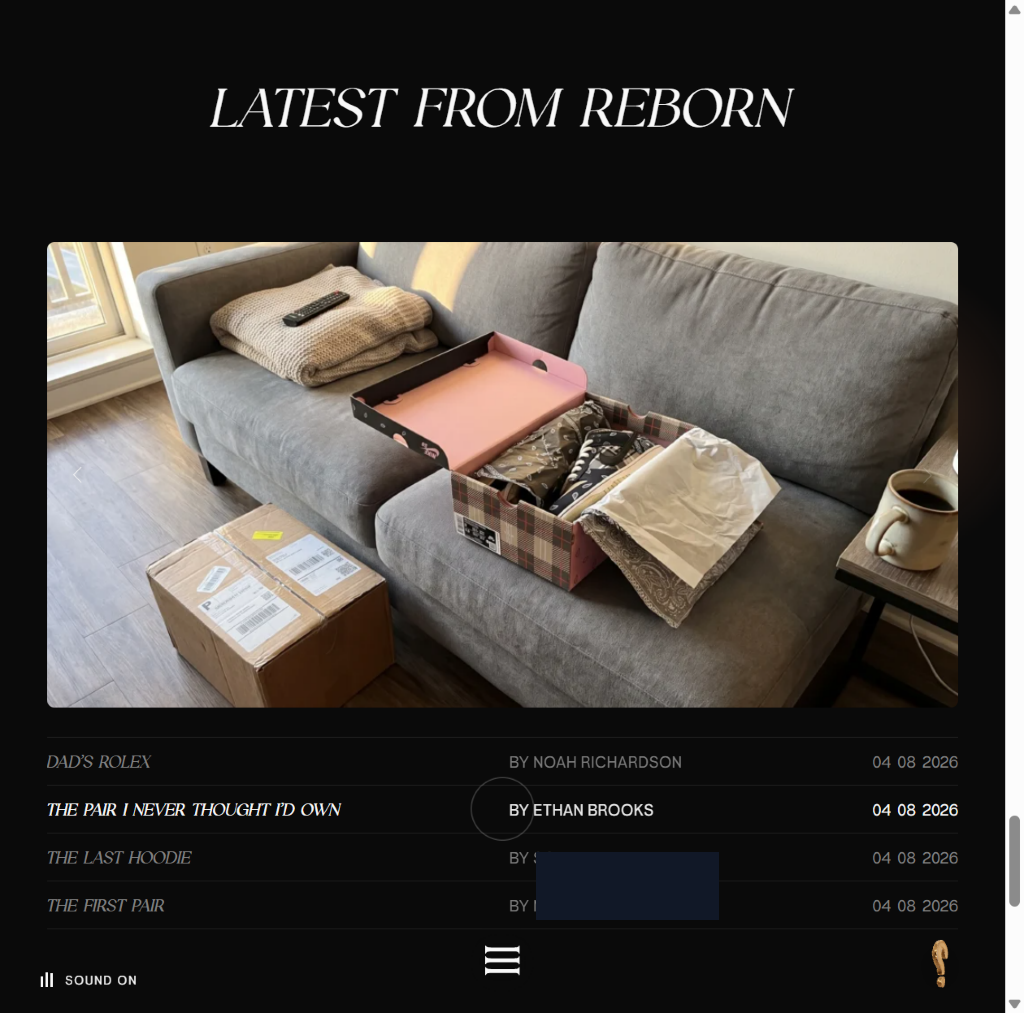 LATEST FROM REBORN
DAD'S ROLEX BY NOAH RICHARDSON 04 08 2026
THE PAIR I NEVER THOUGHT I'D OWN BY ETHAN BROOKS 04 08 2026
THE LAST HOODIE BY 04 08 2026
THE FIRST PAIR BY 04 08 2026
SOUND ON